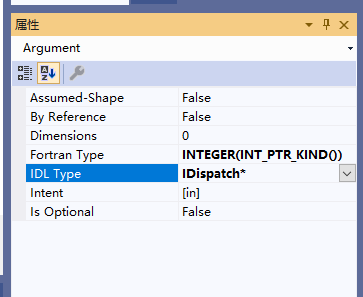 属性
Argument
Assumed-Shape False
By Reference False
Dimensions 0
Fortran Type INTEGER(INT_PTR_KIND())
IDL Type IDispatch*
Intent [in]
Is Optional False